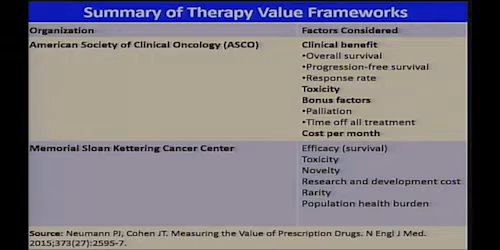 Summary of Therapy Value Frameworks
Organization Factors Considered
American Society of Clinical Oncology (ASCO) Clinical benefit
•Overall survival
•Progression-free survival
•Response rate
Toxicity
Bonus factors
•Palliation
•Time off all treatment
Cost per month
Memorial Sloan Kettering Cancer Center Efficacy (survival)
Toxicity
Novelty
Research and development cost
Rarity
Population health burden
Source: Neumann PJ, Cohen JT. Measuring the Value of Prescription Drugs. N Engl J Med.
2015;373(27):2595-7.